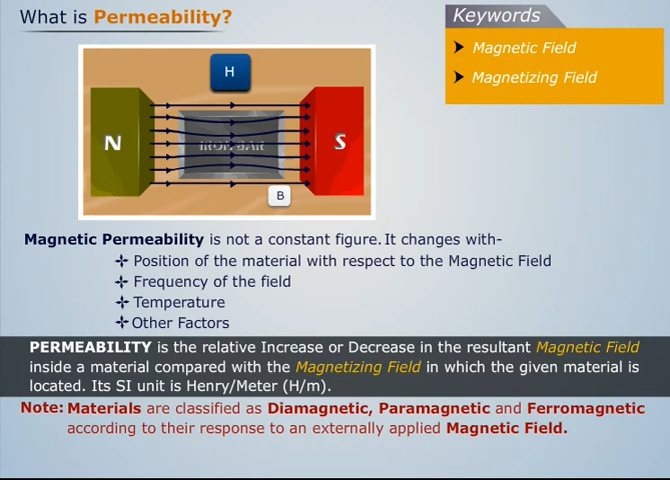 What is Permeability?
Keywords
Magnetic Field
Magnetizing Field
H
N
IRON BAR
S
B
Magnetic Permeability is not a constant figure. It changes with-
Position of the material with respect to the Magnetic Field
Frequency of the field
Temperature
Other Factors
PERMEABILITY is the relative Increase or Decrease in the resultant Magnetic Field
inside a material compared with the Magnetizing Field in which the given material is
located. Its SI unit is Henry/Meter (H/m).
Note: Materials are classified as Diamagnetic, Paramagnetic and Ferromagnetic
according to their response to an externally applied Magnetic Field.